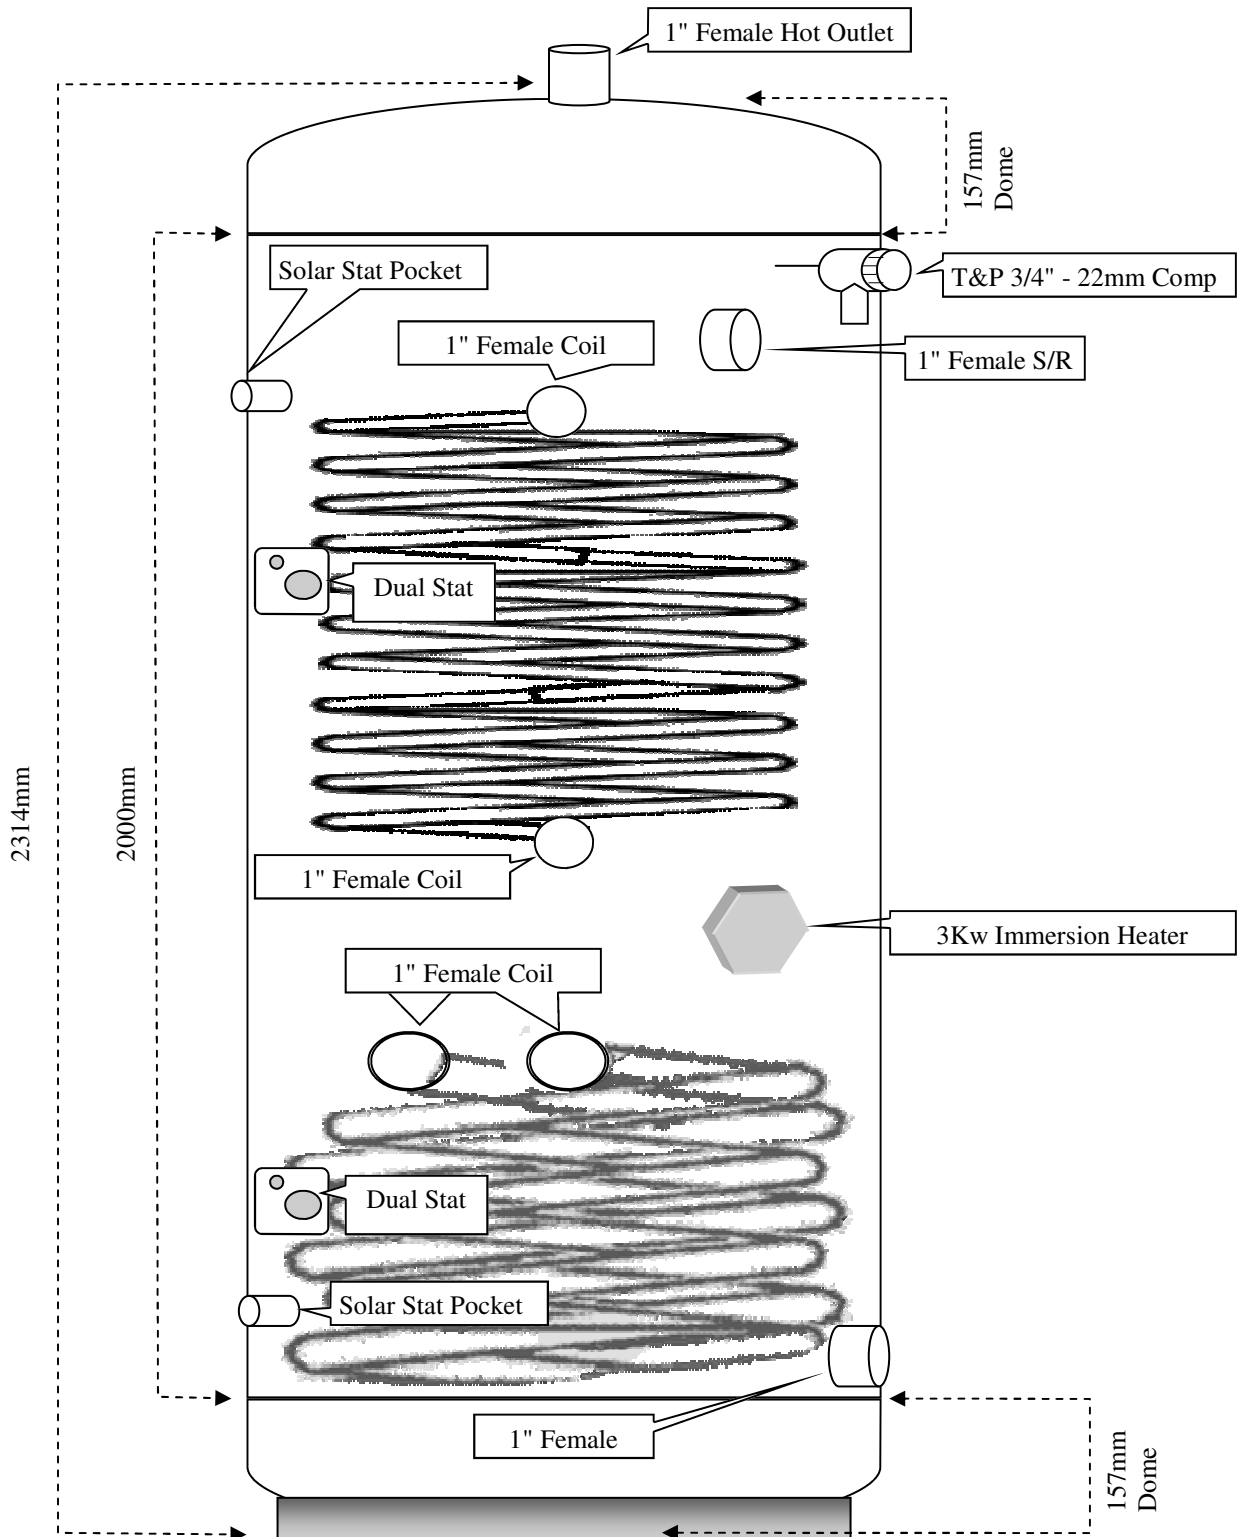 1" Female Hot Outlet
157mm
Dome
Solar Stat Pocket
T&P 3/4" - 22mm Comp
1" Female Coil
1" Female S/R
Dual Stat
2314mm
2000mm
1" Female Coil
3Kw Immersion Heater
1" Female Coil
Dual Stat
Solar Stat Pocket
1" Female
157mm
Dome